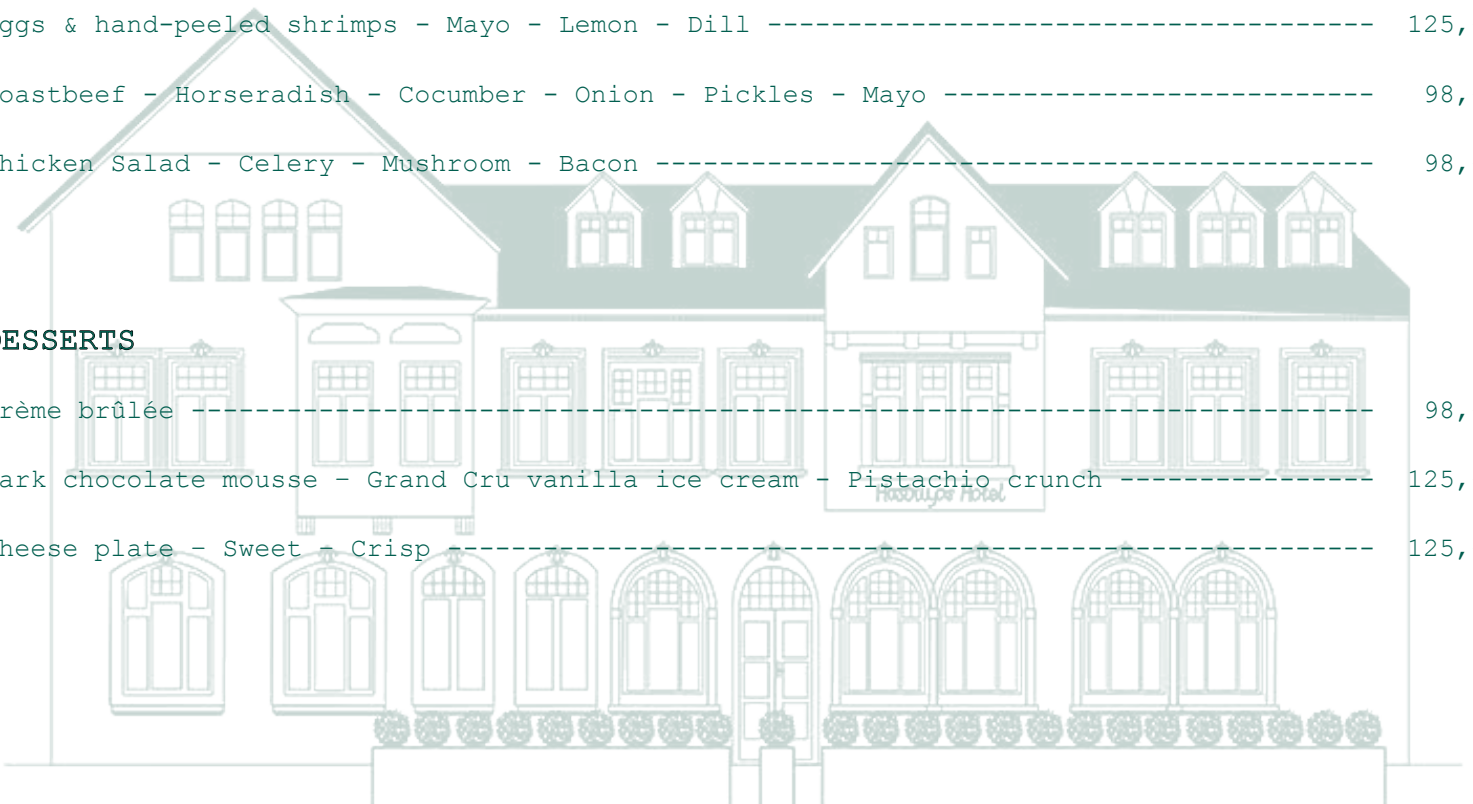 ggs & hand-peeled shrimps - Mayo - Lemon - Dill -------------------------------------- 125,
oastbeef - Horseradish - Cocumber - Onion - Pickles - Mayo --------------------------- 98,
hicken Salad - Celery - Mushroom - Bacon --------------------------------------------- 98,
DESSERTS
rème brûlée -------------------------------------------------------------------------- 98,
ark chocolate mousse – Grand Cru vanilla ice cream - Pistachio crunch ---------------- 125,
Hotel
heese plate – Sweet – Crisp ---------------------------------------------------------- 125,